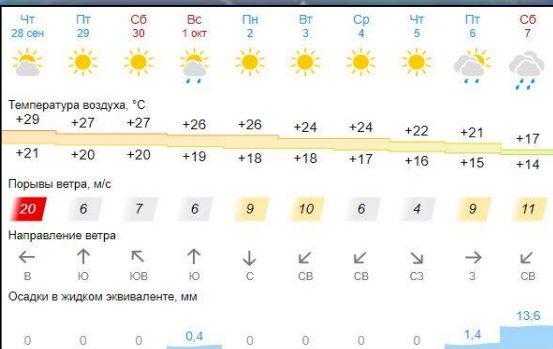 Чт Пт Сб Вс Пн Вт Ср Чт Пт Сб
28 сен 29 30 1 окт 2 3 4 5 6 7
Температура воздуха, °C
+29 +27 +27 +26 +26 +24 +24 +22 +21 +17
+21 +20 +20 +19 +18 +18 +17 +16 +15 +14
Порывы ветра, м/с
20 6 7 6 9 10 6 4 9 11
Направление ветра
В Ю ЮВ Ю С СВ СВ СЗ З СВ
Осадки в жидком эквиваленте, мм
0 0 0 0,4 0 0 0 0 1,4 13,6